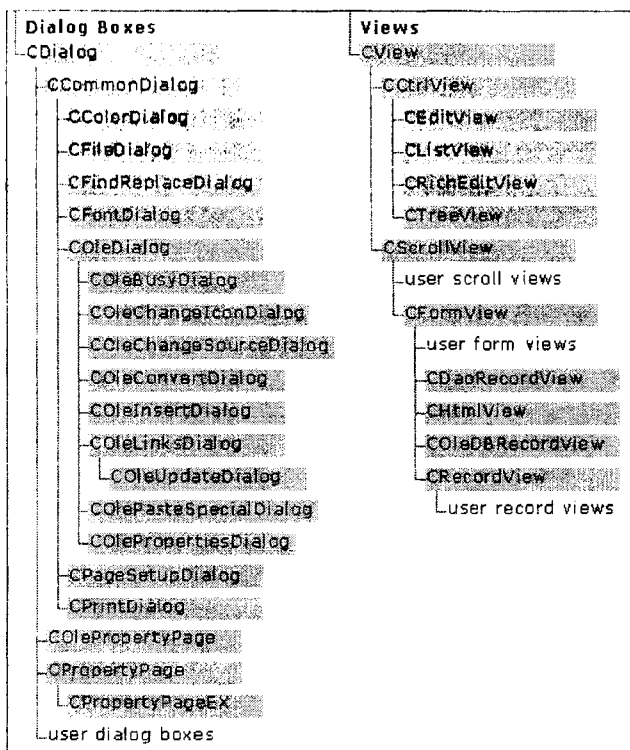 Dialog Boxes
CDialog
CCommonDialog
CColorDialog
CFileDialog
CFindReplaceDialog
CFontDialog
COleDialog
COleBusyDialog
COleChangeIconDialog
COleChangeSourceDialog
COleConvertDialog
COleInsertDialog
COleLinksDialog
COleUpdateDialog
COlePasteSpecialDialog
COlePropertiesDialog
CPageSetupDialog
CPrintDialog
COlePropertyPage
CPropertyPage
CPropertyPageEX
user dialog boxes
Views
CView
CCtrlView
CEditView
CListView
CRichEditView
CTreeView
CScrollView
user scroll views
CFormView
user form views
CDaoRecordView
CHtmlView
COleDBRecordView
CRecordView
user record views